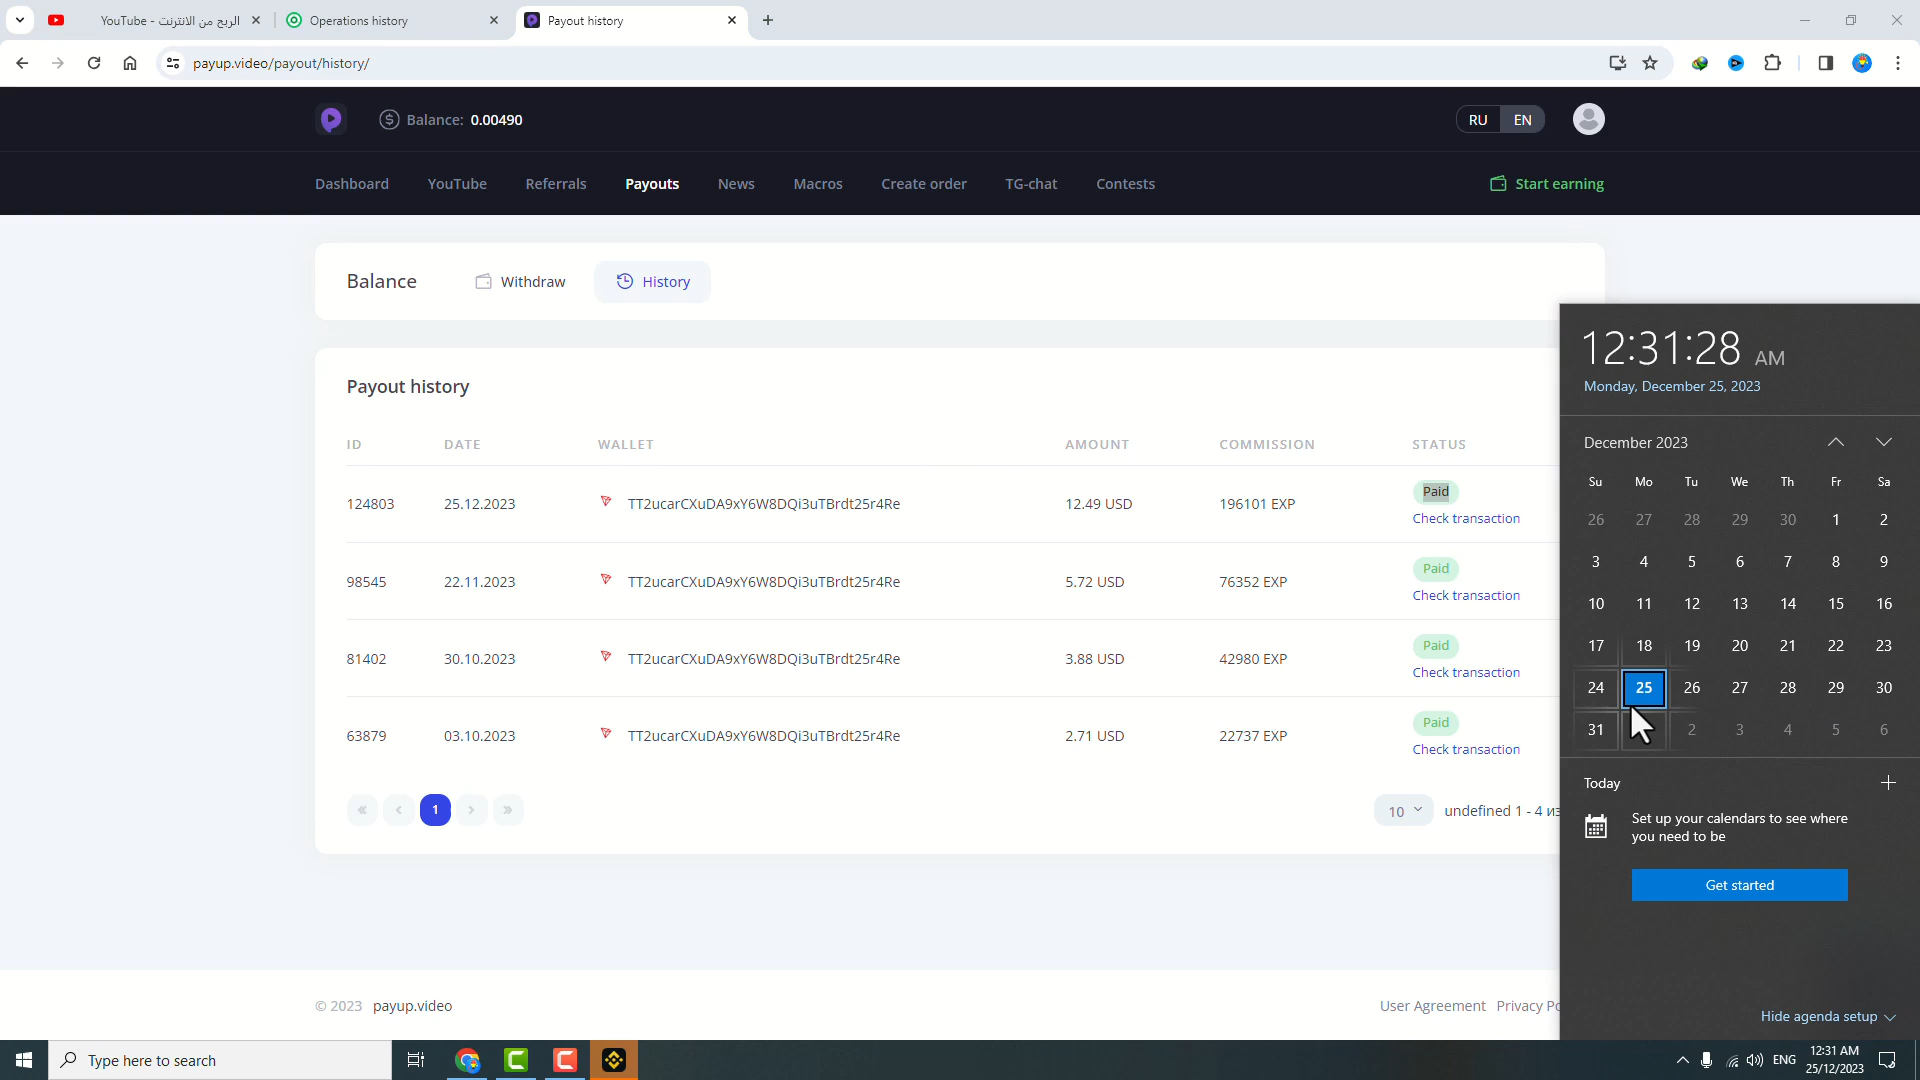 YouTube - الربح من الانترنت
Operations history
Payout history
payup.video/payout/history/
Balance: 0.00490
RU EN
Dashboard YouTube Referrals Payouts News Macros Create order TG-chat Contests Start earning
Balance Withdraw History
Payout history
ID DATE WALLET AMOUNT COMMISSION STATUS
124803 25.12.2023 TT2ucarCXuDA9xY6W8DQi3uTBrdt25r4Re 12.49 USD 196101 EXP Paid
Check transaction
98545 22.11.2023 TT2ucarCXuDA9xY6W8DQi3uTBrdt25r4Re 5.72 USD 76352 EXP Paid
Check transaction
81402 30.10.2023 TT2ucarCXuDA9xY6W8DQi3uTBrdt25r4Re 3.88 USD 42980 EXP Paid
Check transaction
63879 03.10.2023 TT2ucarCXuDA9xY6W8DQi3uTBrdt25r4Re 2.71 USD 22737 EXP Paid
Check transaction
« ‹ 1 › »
10 undefined 1 - 4 из
© 2023 payup.video
User Agreement Privacy Po
12:31:28 AM
Monday, December 25, 2023
December 2023
Su Mo Tu We Th Fr Sa
26 27 28 29 30 1 2
3 4 5 6 7 8 9
10 11 12 13 14 15 16
17 18 19 20 21 22 23
24 25 26 27 28 29 30
31 2 3 4 5 6
Today
Set up your calendars to see where
you need to be
Get started
Hide agenda setup
Type here to search
ENG
12:31 AM
25/12/2023